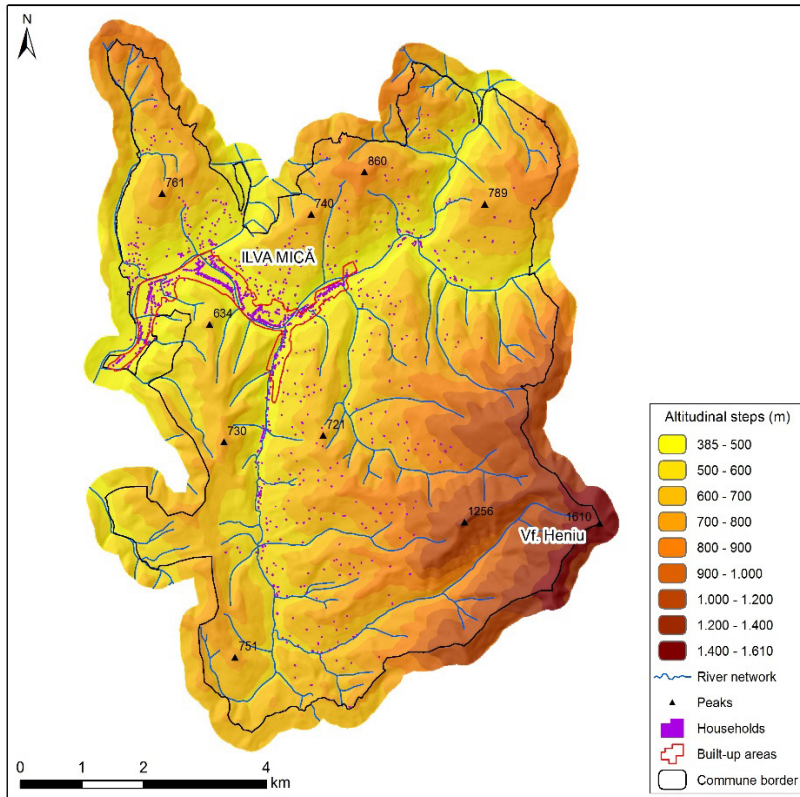 N
860
761
789
740
ILVA MICĂ
634
730
721
1256
1610
Vf. Heniu
751
Altitudinal steps (m)
385 - 500
500 - 600
600 - 700
700 - 800
800 - 900
900 - 1.000
1.000 - 1.200
1.200 - 1.400
1.400 - 1.610
River network
Peaks
Households
Built-up areas
Commune border
0 1 2 4
km